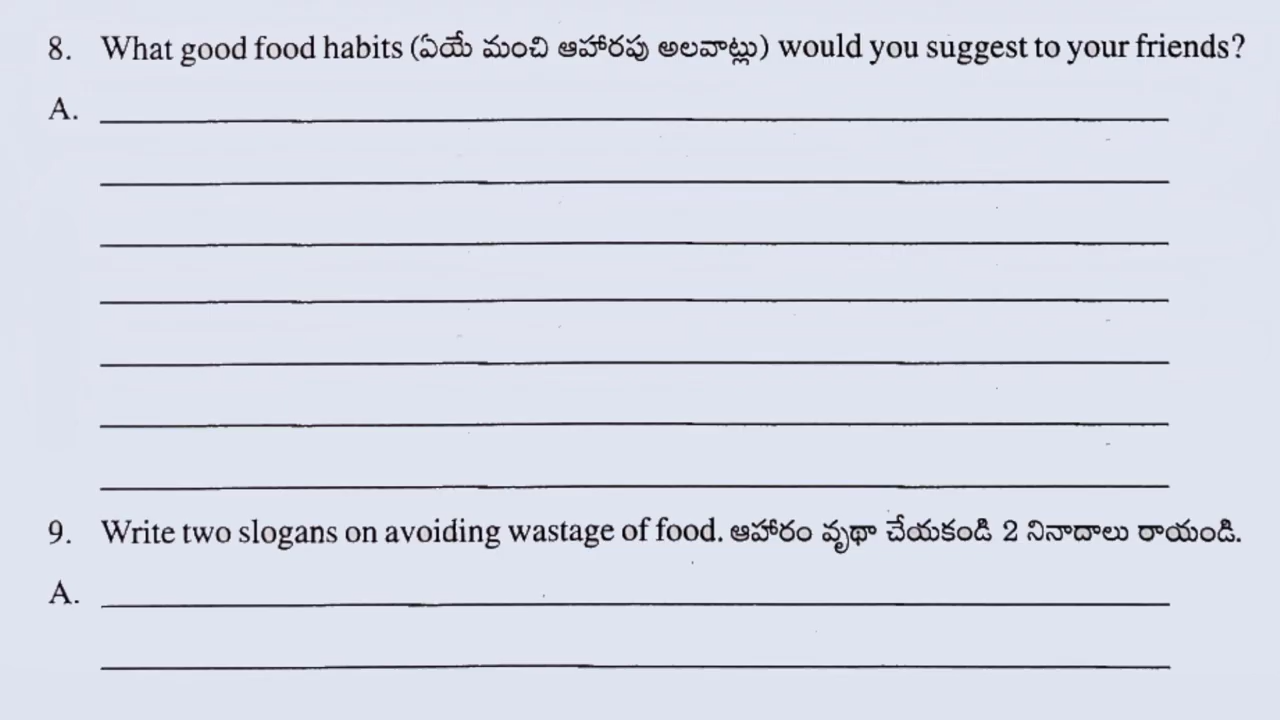 8. What good food habits (ఏయే మంచి ఆహారపు అలవాట్లు) would you suggest to your friends?
A.
9. Write two slogans on avoiding wastage of food. ఆహారం వృథా చేయకండి 2 నినాదాలు రాయండి.
A.